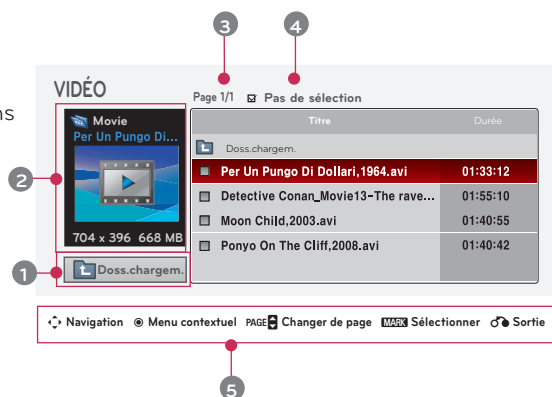 3
4
VIDÉO
Page 1/1 Pas de sélection
ns
Movie
Per Un Pungo Di...
704 x 396 668 MB
Doss.chargem.
Titre Durée
Doss.chargem.
Per Un Pungo Di Dollari,1964.avi 01:33:12
Detective Conan_Movie13-The rave... 01:55:10
Moon Child,2003.avi 01:40:55
Ponyo On The Cliff,2008.avi 01:40:42
2
1
Navigation Menu contextuel PAGE Changer de page MARK Sélectionner Sortie
5